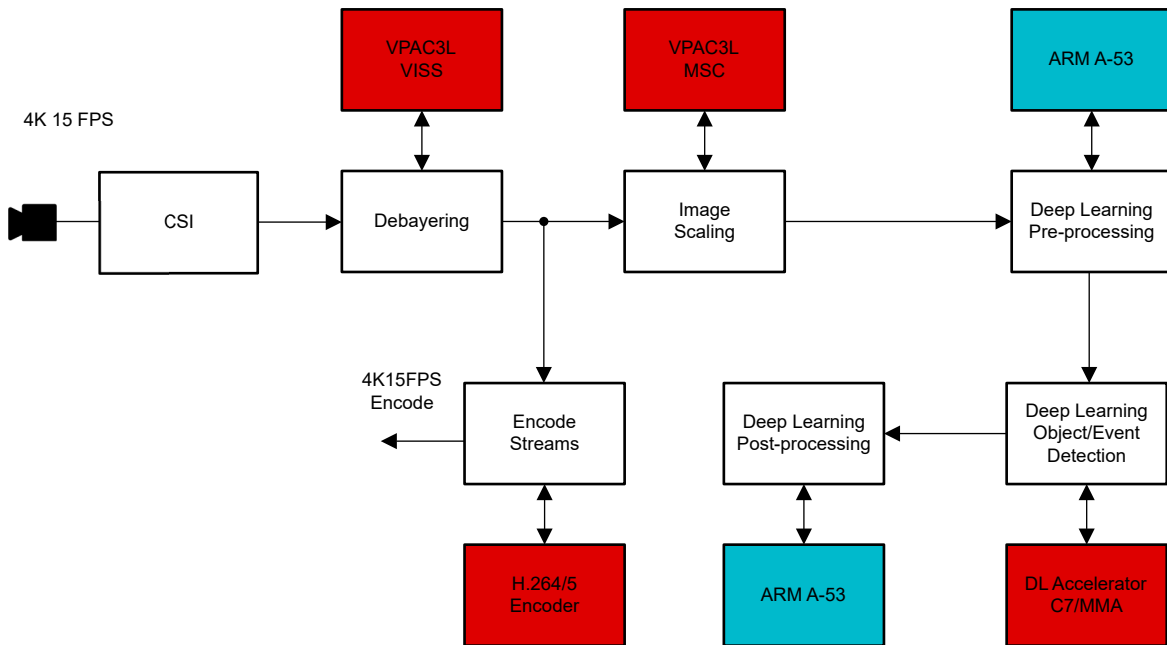 VPAC3L
VISS
VPAC3L
MSC
ARM A-53
4K 15 FPS
CSI
Debayering
Image
Scaling
Deep Learning
Pre-processing
4K15FPS
Encode
Encode
Streams
Deep Learning
Post-processing
Deep Learning
Object/Event
Detection
H.264/5
Encoder
ARM A-53
DL Accelerator
C7/MMA